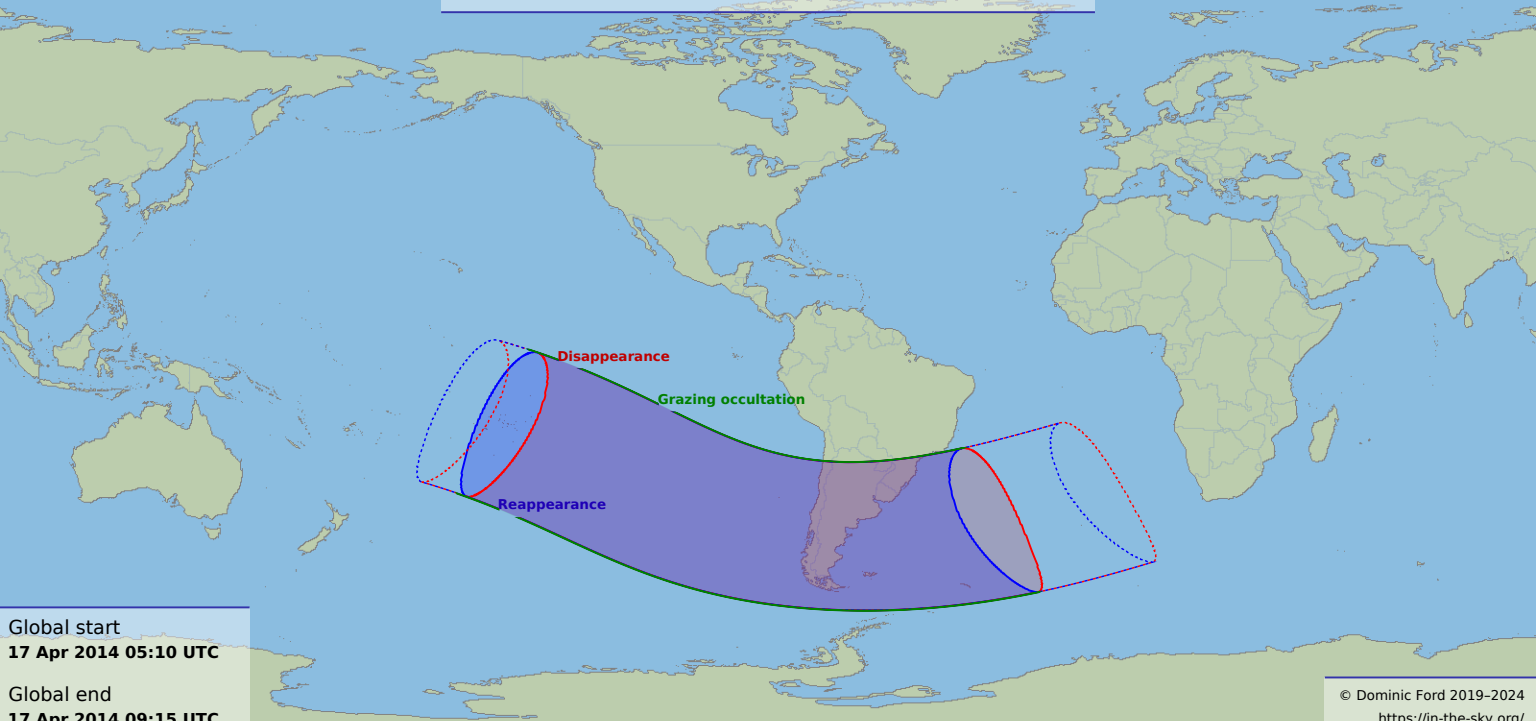 Disappearance
Grazing occultation
Reappearance
Global start
17 Apr 2014 05:10 UTC
Global end
17 Apr 2014 09:15 UTC
© Dominic Ford 2019–2024
https://in-the-sky.org/